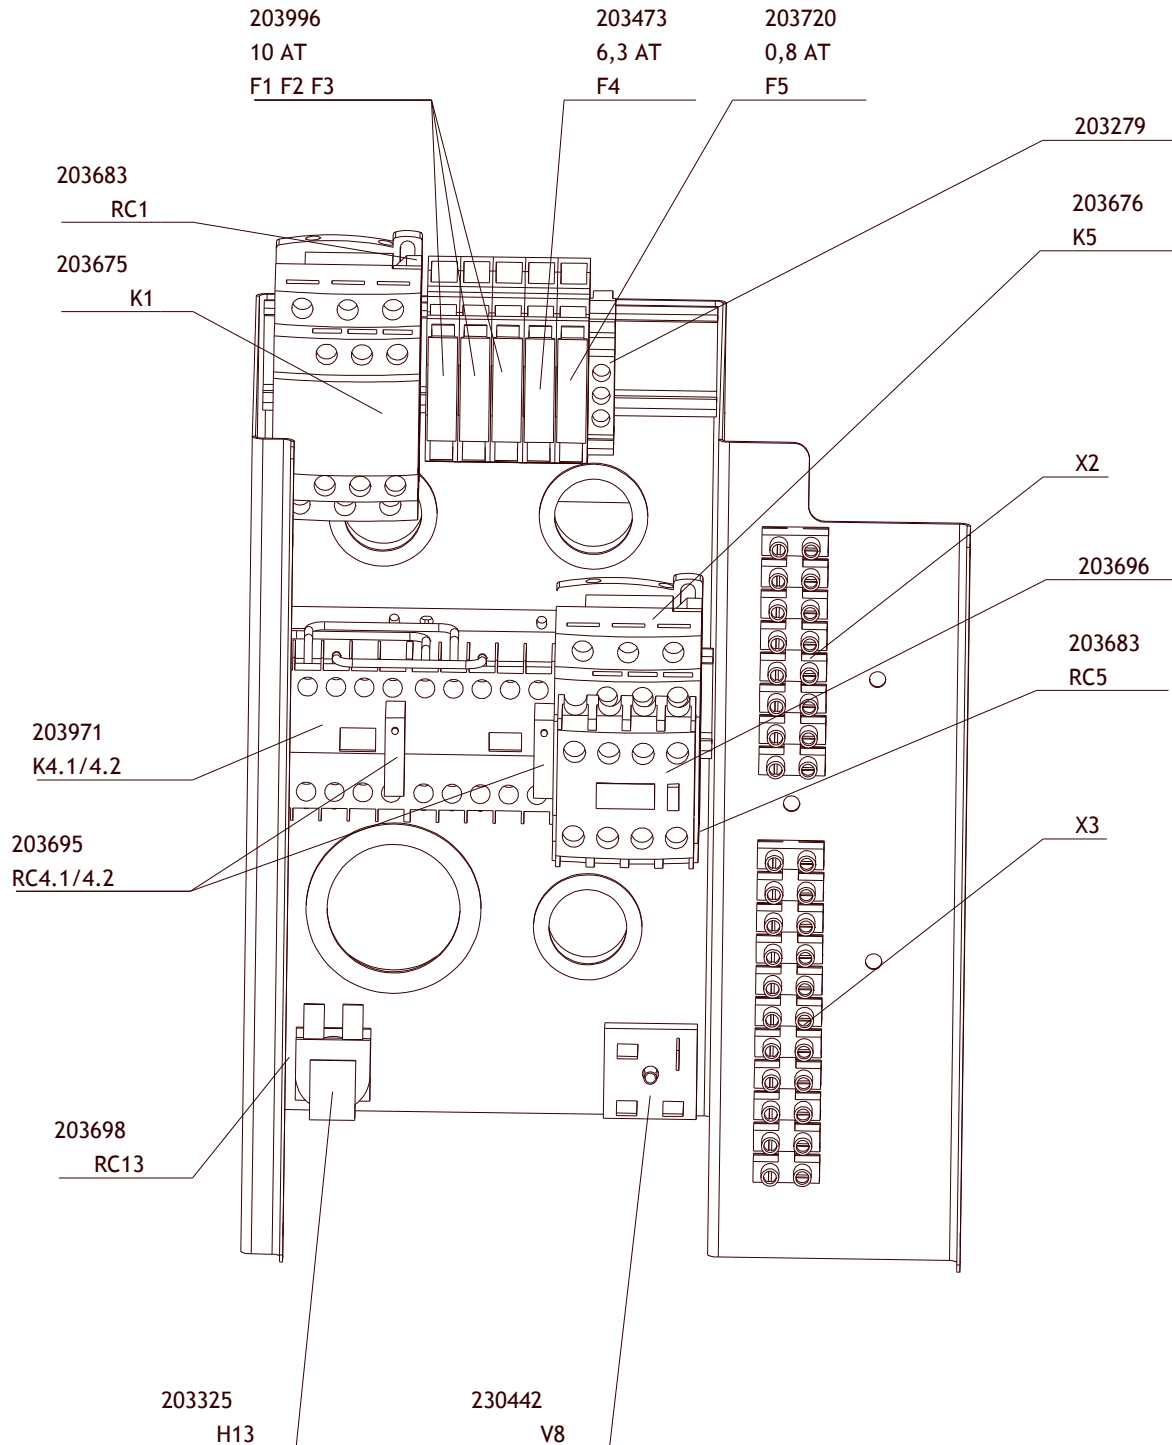 203996
10 AT
F1 F2 F3
203473
6,3 AT
F4
203720
0,8 AT
F5
203279
203683
RC1
203676
K5
203675
K1
X2
203696
203683
RC5
203971
K4.1/4.2
X3
203695
RC4.1/4.2
203698
RC13
203325
H13
230442
V8